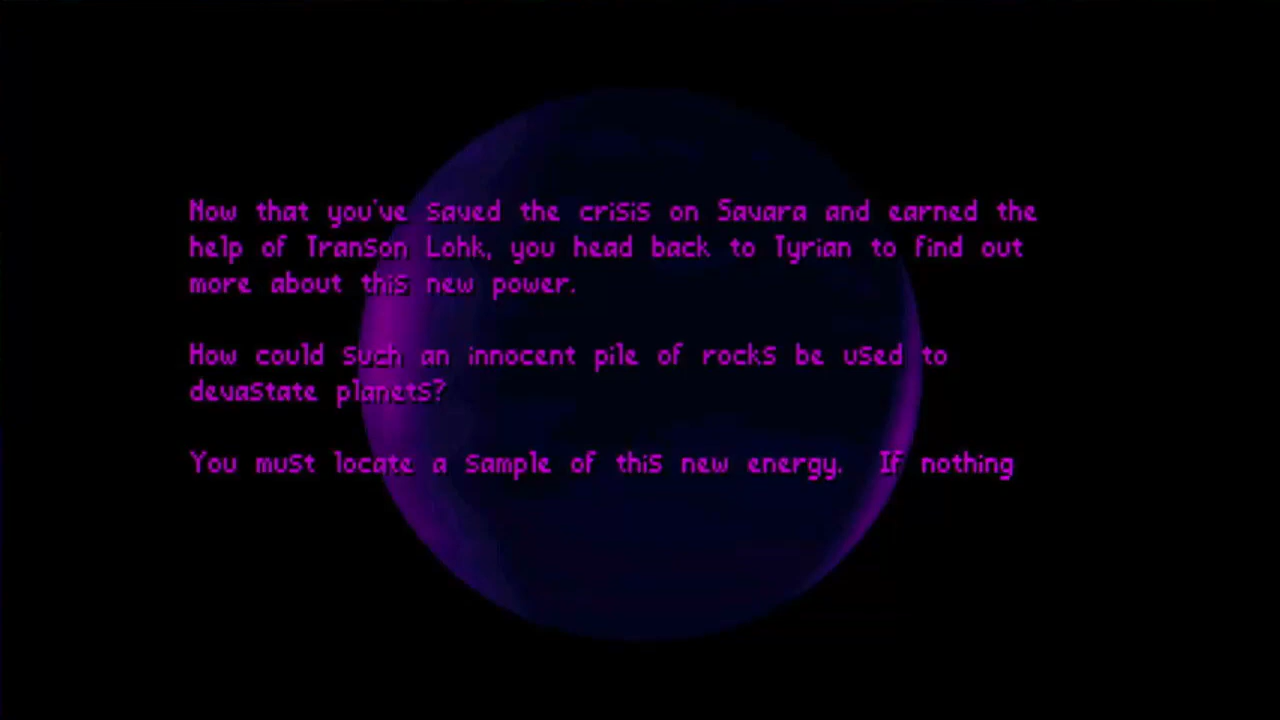 Now that you've saved the crisis on Savara and earned the
help of Transon Lohk, you head back to Tyrian to find out
more about this new power.
How could such an innocent pile of rocks be used to
devastate planets?
You must locate a sample of this new energy.  If nothing